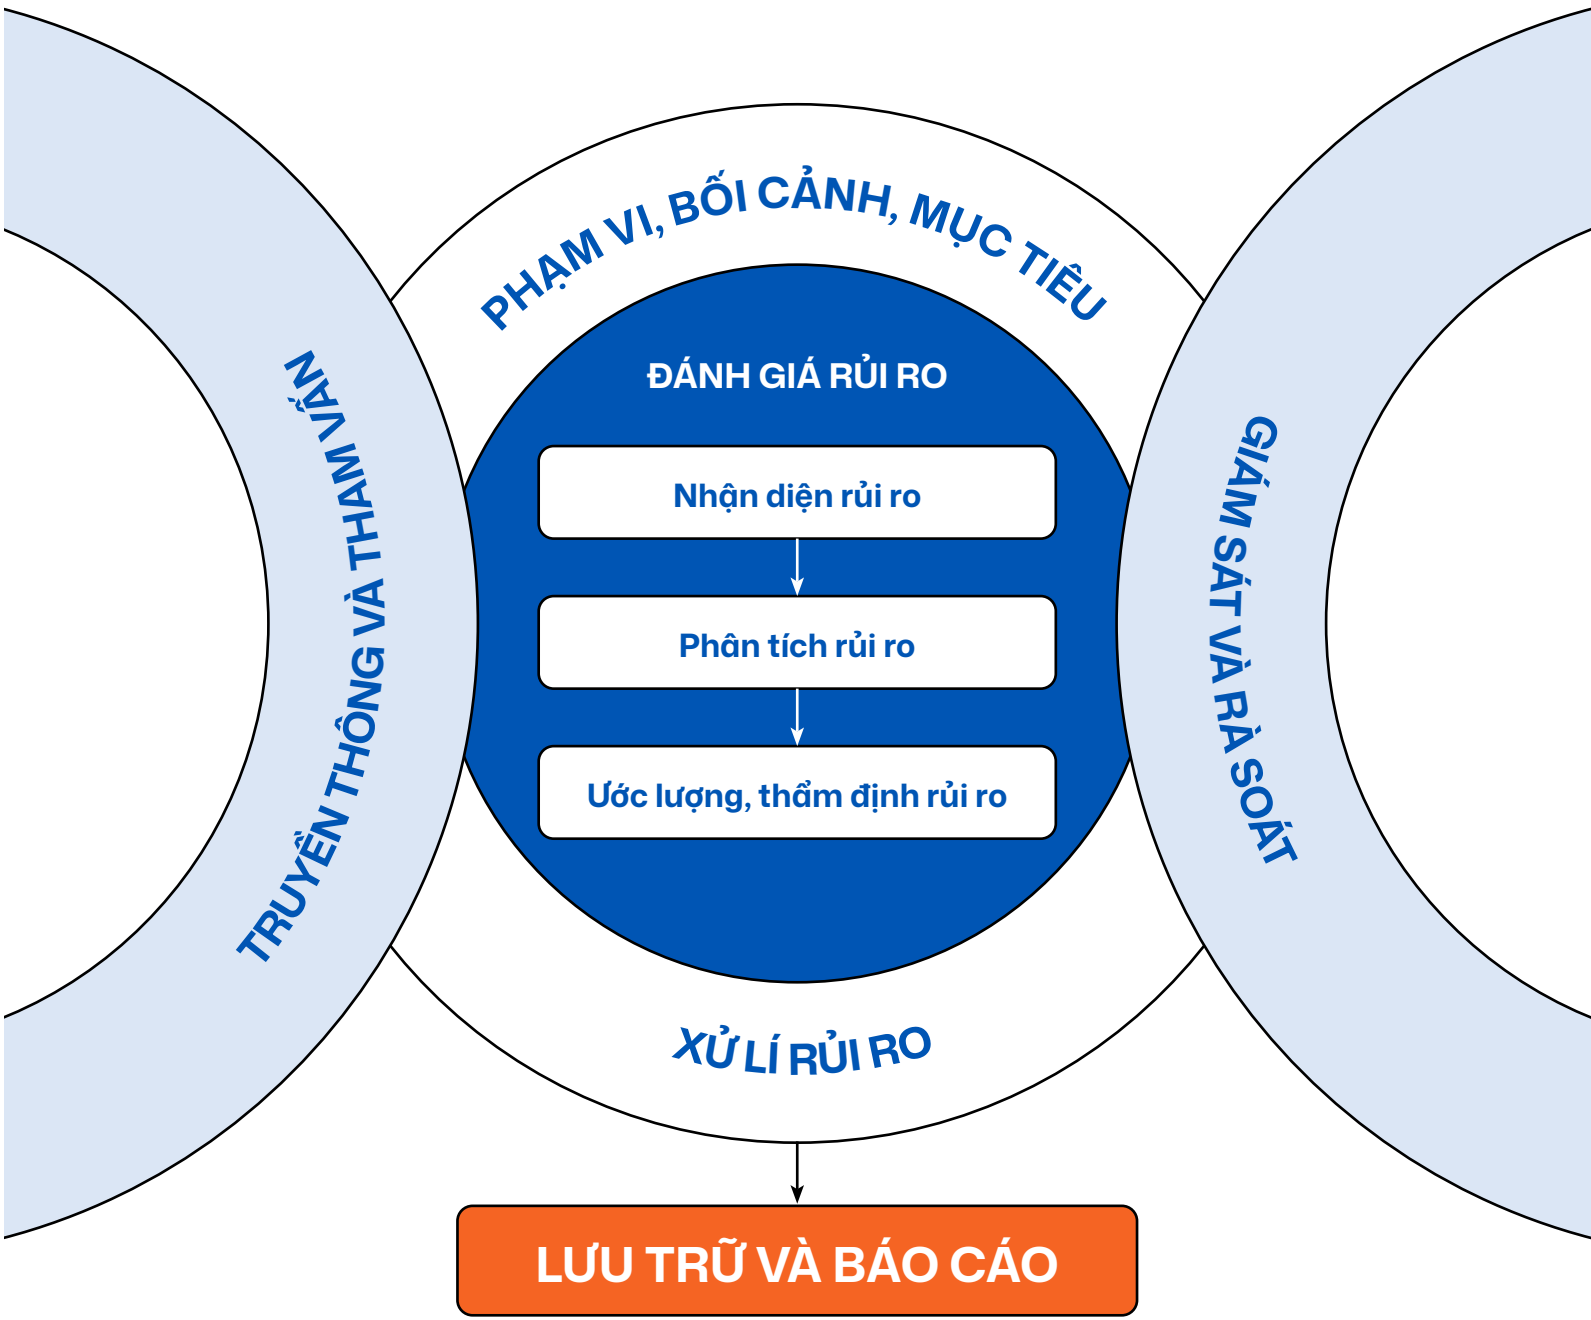 PHẠM VI, BỐI CẢNH, MỤC TIÊU
ĐÁNH GIÁ RỦI RO
Nhận diện rủi ro
Phân tích rủi ro
Ước lượng, thẩm định rủi ro
TRUYỀN THÔNG VÀ THAM VẤN
GIÁM SÁT VÀ RÀ SOÁT
XỬ LÍ RỦI RO
LƯU TRỮ VÀ BÁO CÁO